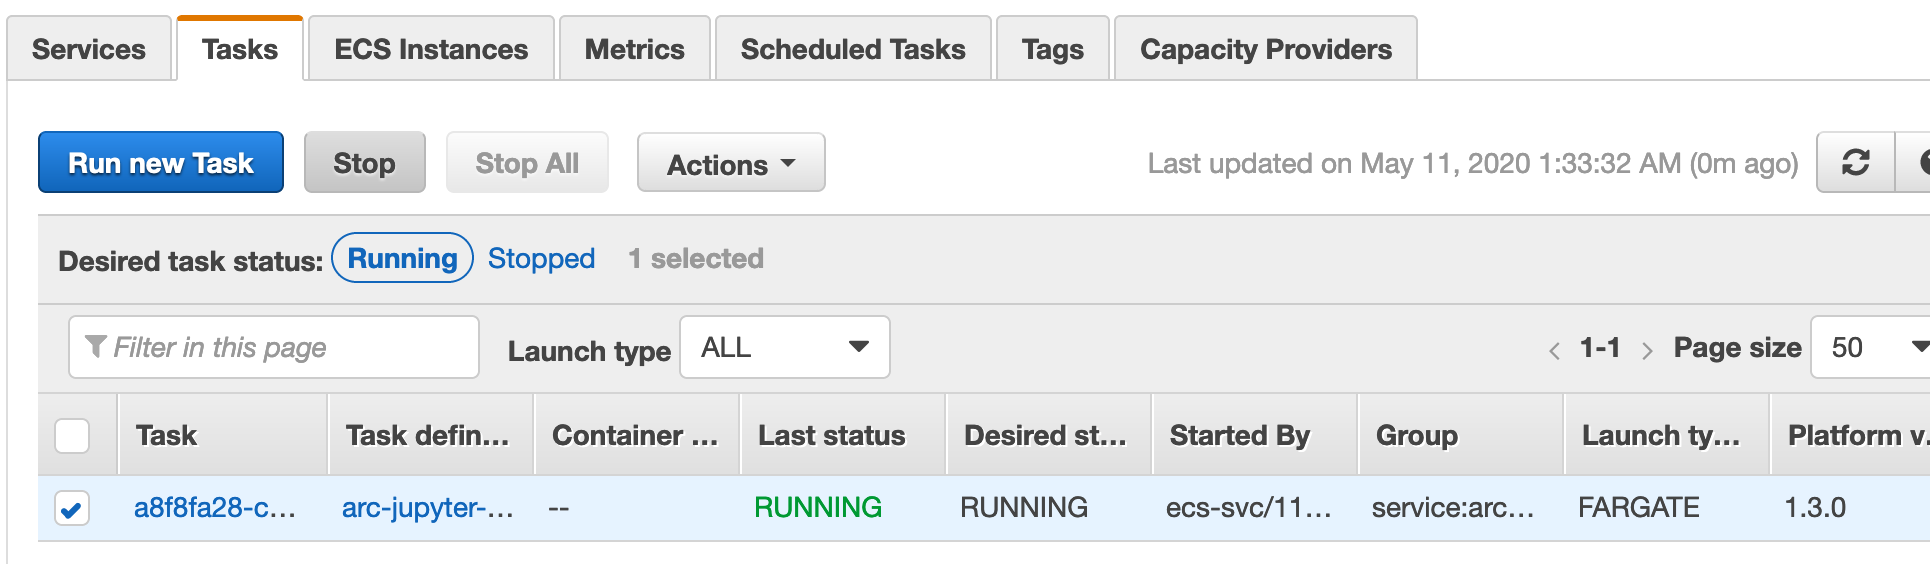 Services Tasks ECS Instances Metrics Scheduled Tasks Tags Capacity Providers
Run new Task Stop Stop All Actions Last updated on May 11, 2020 1:33:32 AM (0m ago)
Desired task status: Running Stopped 1 selected
Filter in this page Launch type ALL < 1-1 > Page size 50
Task Task defin... Container ... Last status Desired st... Started By Group Launch ty... Platform v.
a8f8fa28-c... arc-jupyter-... -- RUNNING RUNNING ecs-svc/11... service:arc... FARGATE 1.3.0